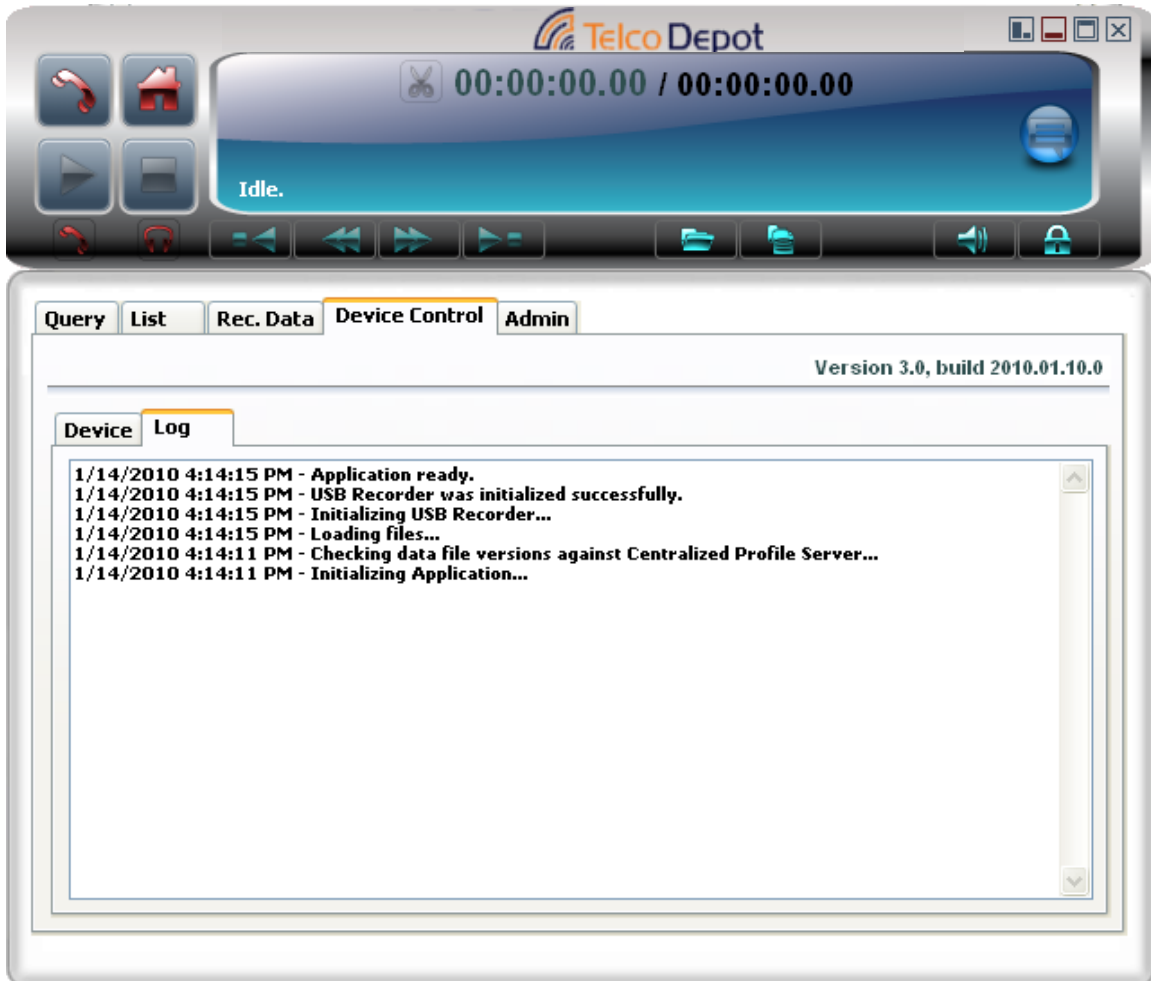 Telco Depot
00:00:00.00 / 00:00:00.00
Idle.
Query List Rec. Data Device Control Admin
Version 3.0, build 2010.01.10.0
Device Log
1/14/2010 4:14:15 PM - Application ready.
1/14/2010 4:14:15 PM - USB Recorder was initialized successfully.
1/14/2010 4:14:15 PM - Initializing USB Recorder...
1/14/2010 4:14:15 PM - Loading files...
1/14/2010 4:14:11 PM - Checking data file versions against Centralized Profile Server...
1/14/2010 4:14:11 PM - Initializing Application...